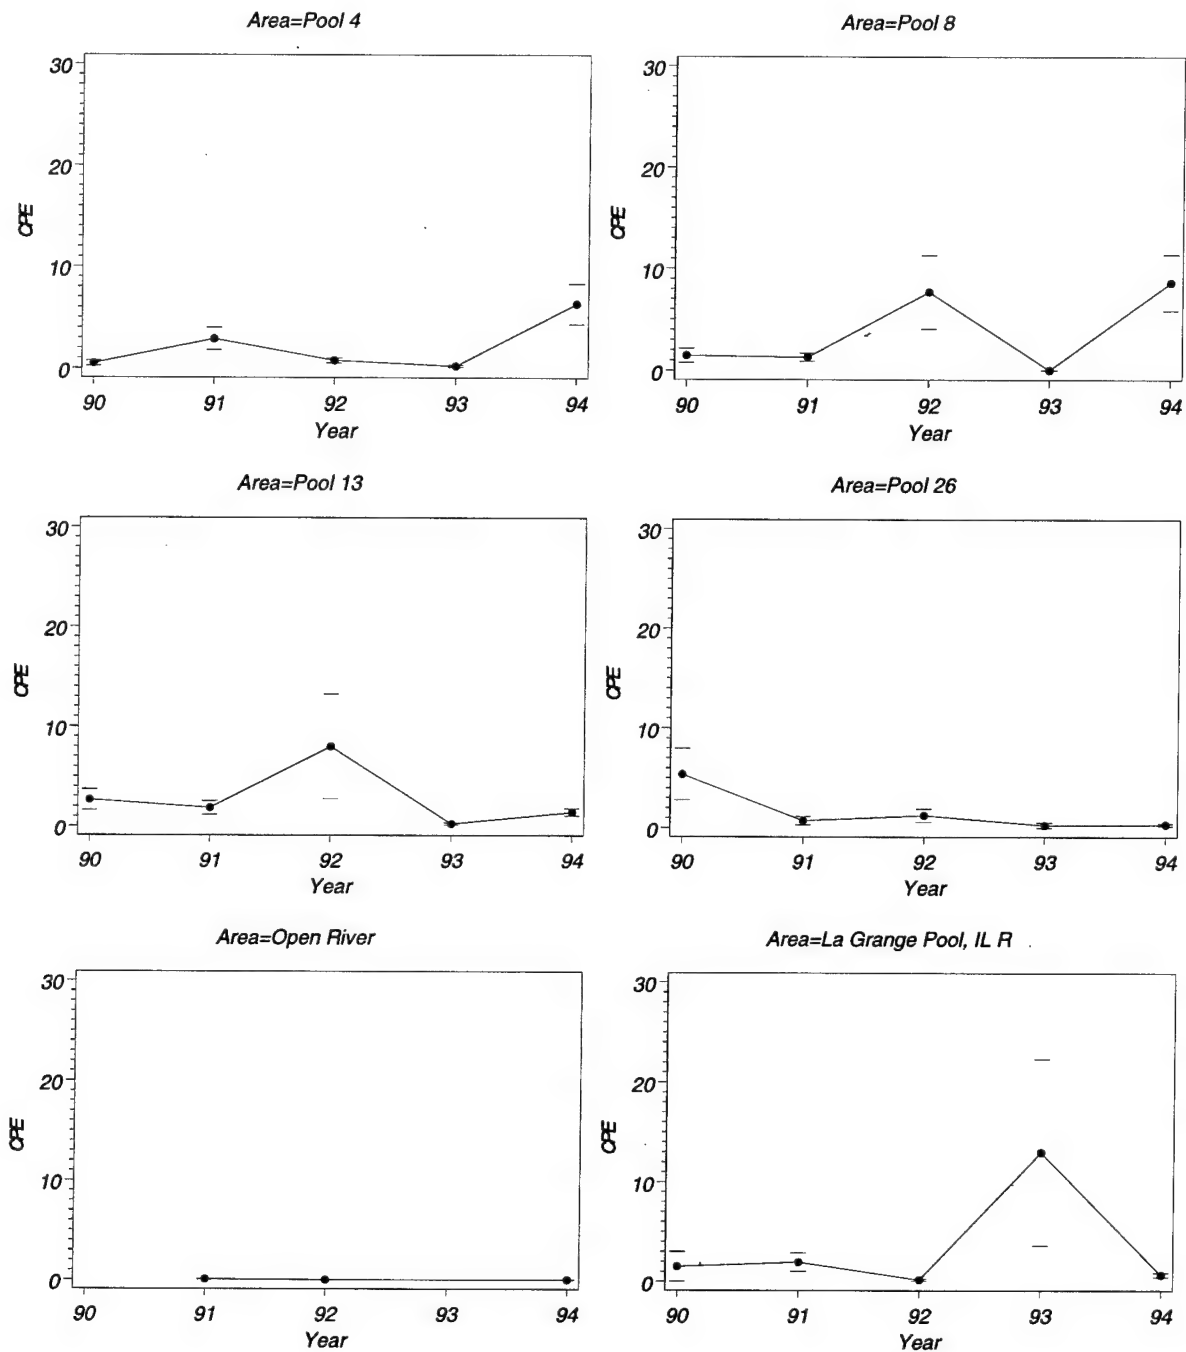 Area=Pool 4
30
20
10
0
CPE
90 91 92 93 94
Year
Area=Pool 8
30
20
10
0
CPE
90 91 92 93 94
Year
Area=Pool 13
30
20
10
0
CPE
90 91 92 93 94
Year
Area=Pool 26
30
20
10
0
CPE
90 91 92 93 94
Year
Area=Open River
30
20
10
0
CPE
90 91 92 93 94
Year
Area=La Grange Pool, IL R
30
20
10
0
CPE
90 91 92 93 94
Year